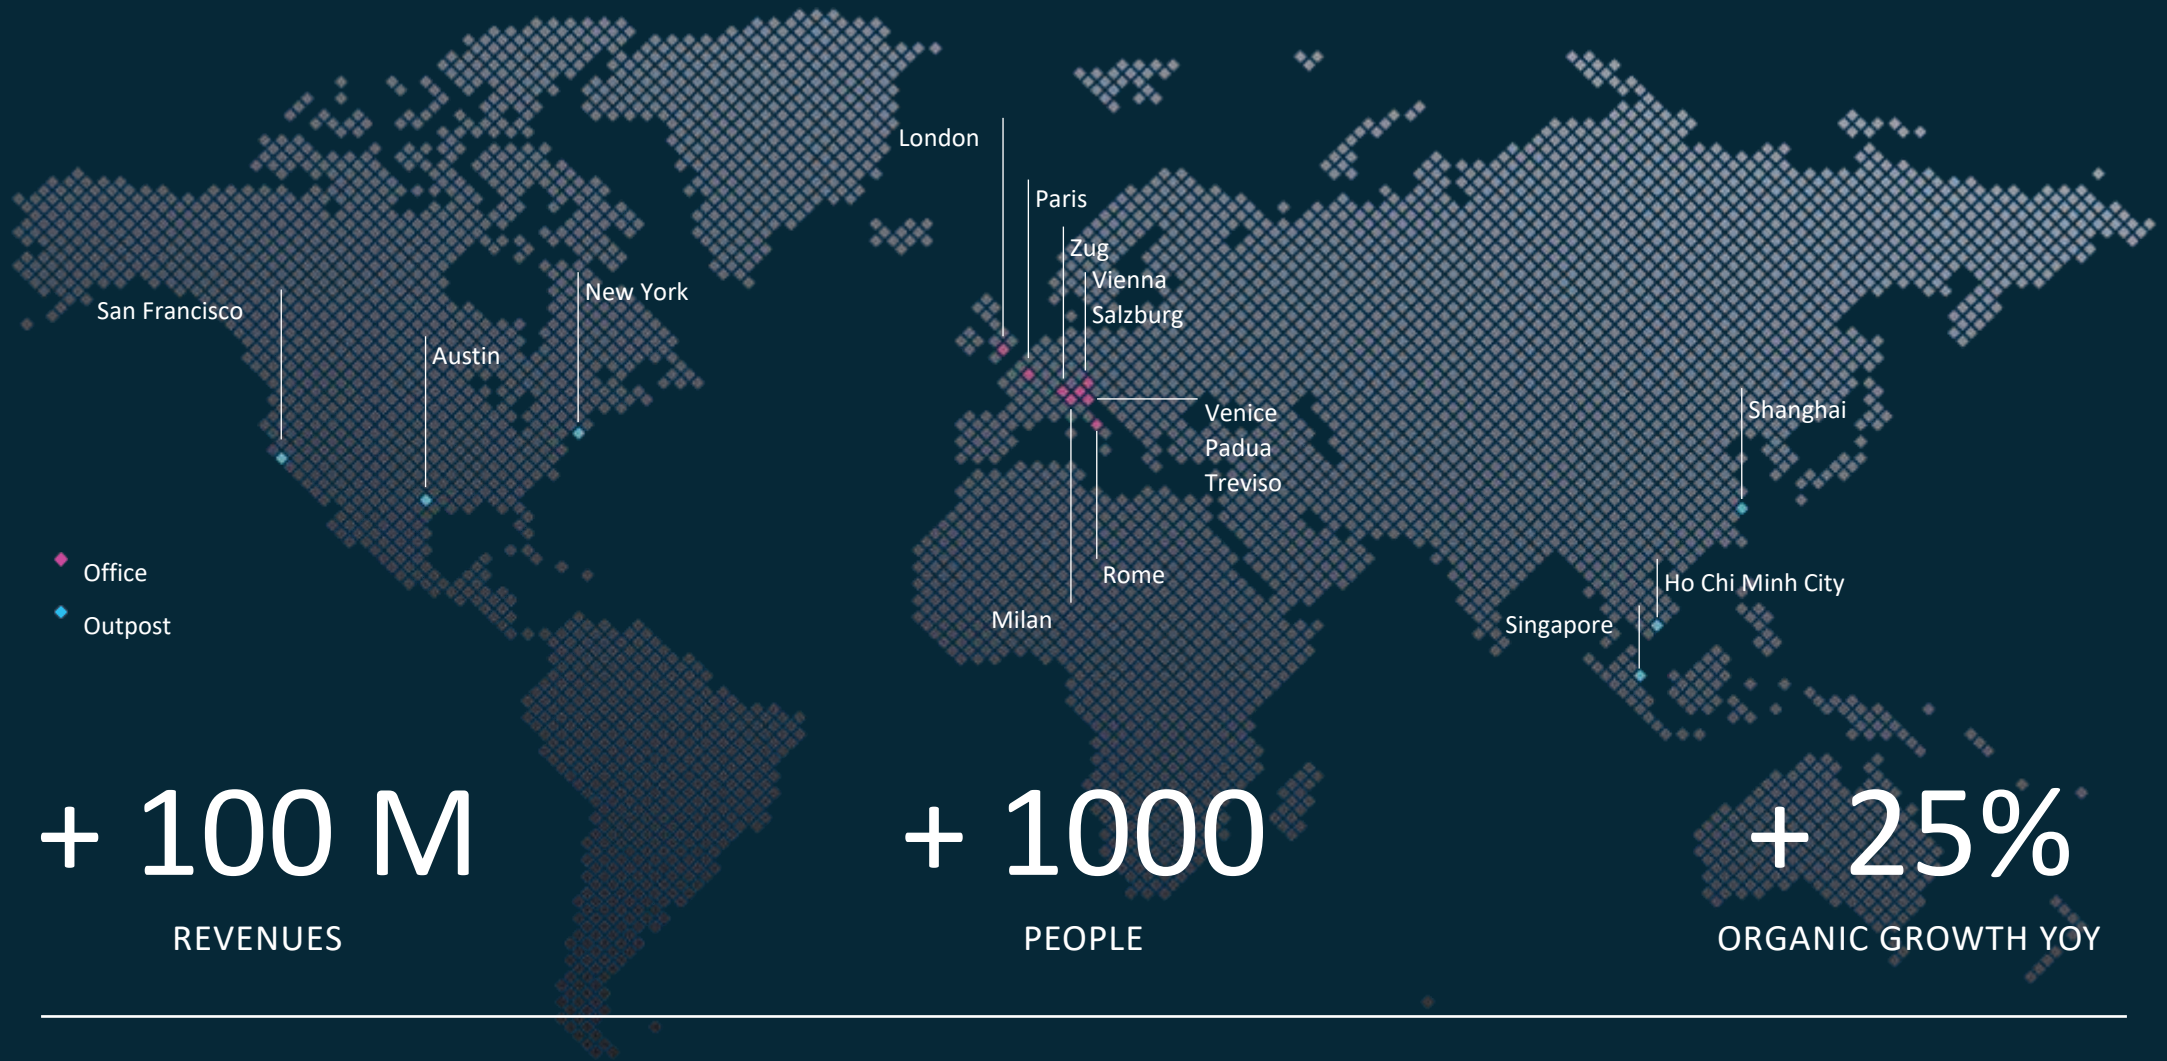 London
Paris
Zug
Vienna
Salzburg
San Francisco
New York
Austin
Venice
Padua
Treviso
Shanghai
Rome
Milan
Ho Chi Minh City
Singapore
Office
Outpost
+ 100 M
REVENUES
+ 1000
PEOPLE
+ 25%
ORGANIC GROWTH YOY